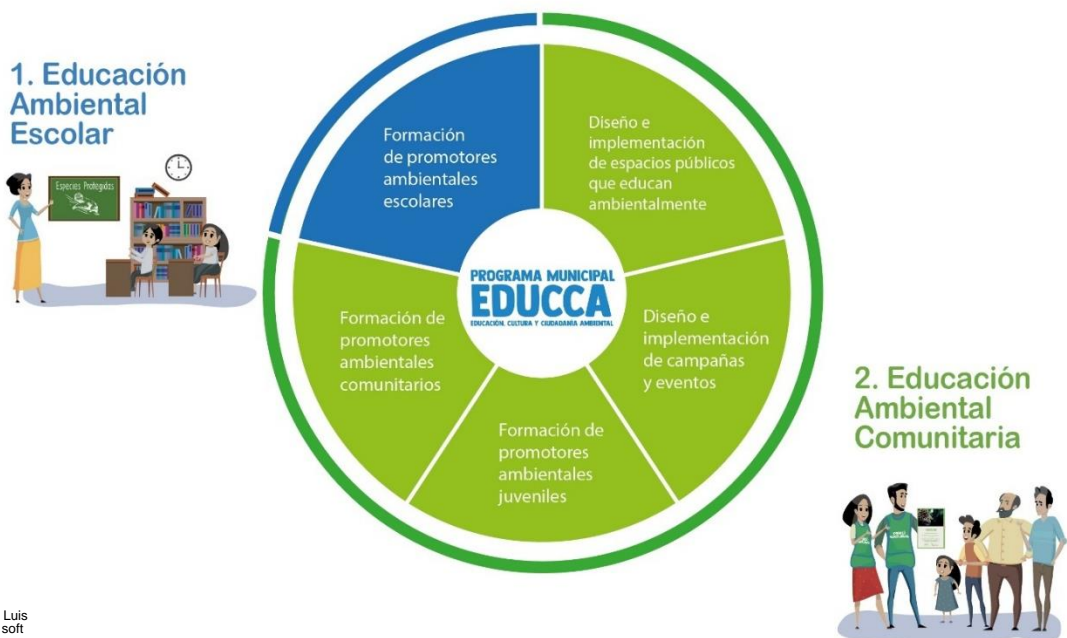 1. Educación
Ambiental
Escolar
Especies Protegidas
Formación
de promotores
ambientales
escolares
Diseño e
implementación
de espacios públicos
que educan
ambientalmente
PROGRAMA MUNICIPAL
EDUCCA
EDUCACIÓN, CULTURA Y CIUDADANÍA AMBIENTAL
Formación de
promotores
ambientales
comunitarios
Diseño e
implementación
de campañas
y eventos
Formación de
promotores
ambientales
juveniles
2. Educación
Ambiental
Comunitaria
Luis
soft